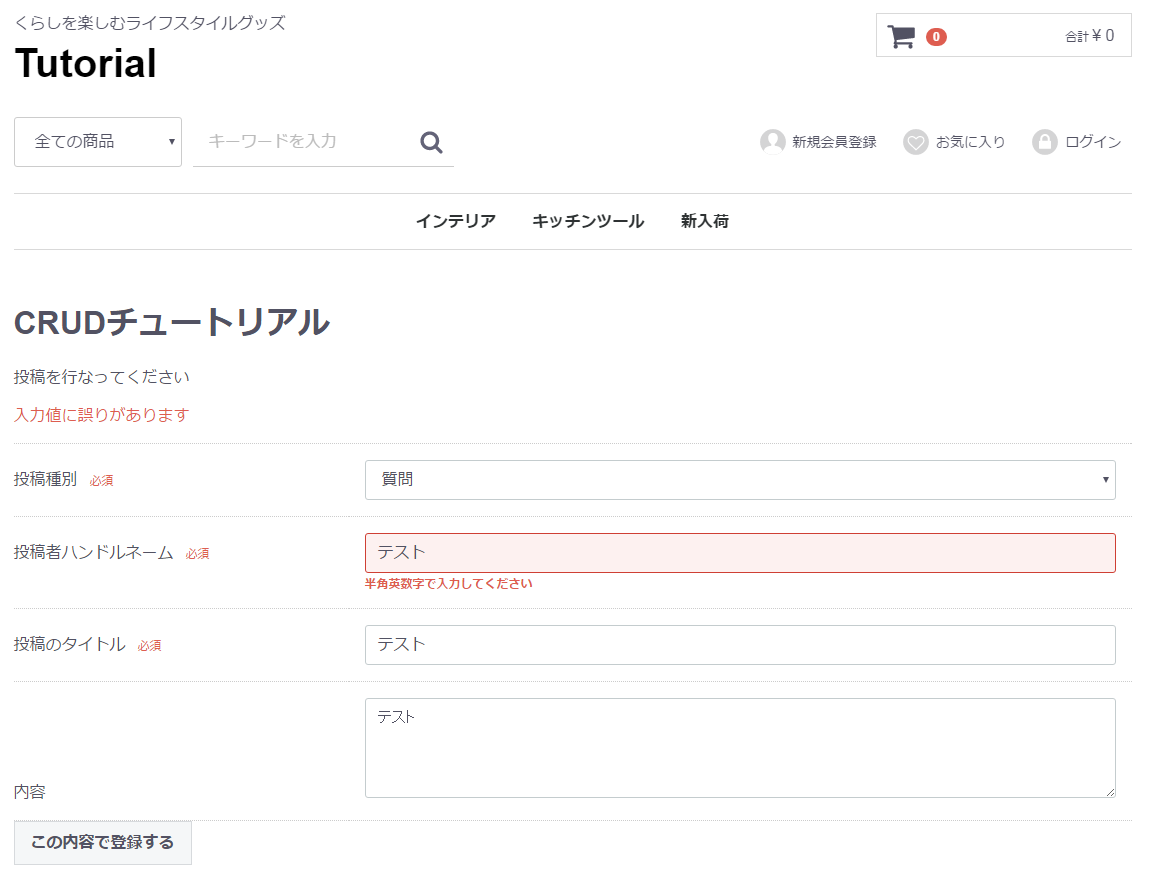 くらしを楽しむライフスタイルグッズ
Tutorial
0 合計 ¥ 0
全ての商品 キーワードを入力 新規会員登録 お気に入り ログイン
インテリア キッチンツール 新入荷
CRUDチュートリアル
投稿を行なってください
入力値に誤りがあります
投稿種別 必須 質問
投稿者ハンドルネーム 必須 テスト
半角英数字で入力してください
投稿のタイトル 必須 テスト
テスト
内容
この内容で登録する